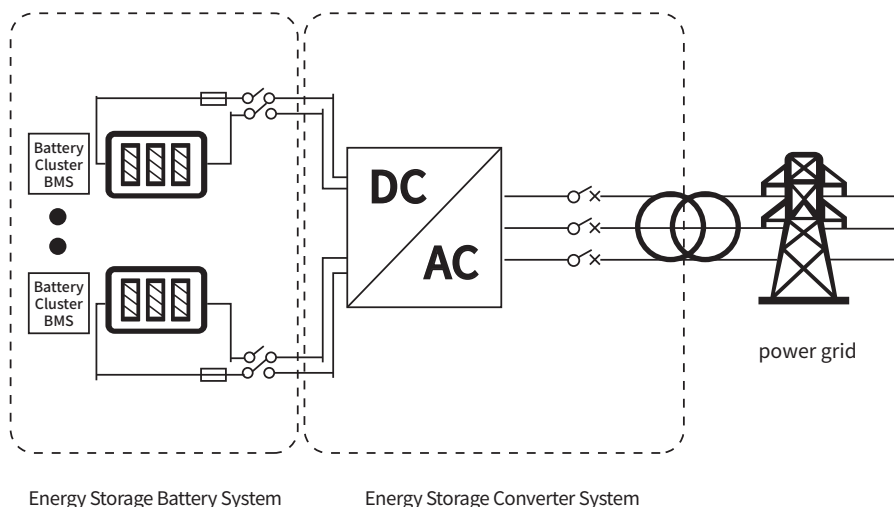 Battery
Cluster
BMS
Battery
Cluster
BMS
DC
AC
power grid
Energy Storage Battery System
Energy Storage Converter System